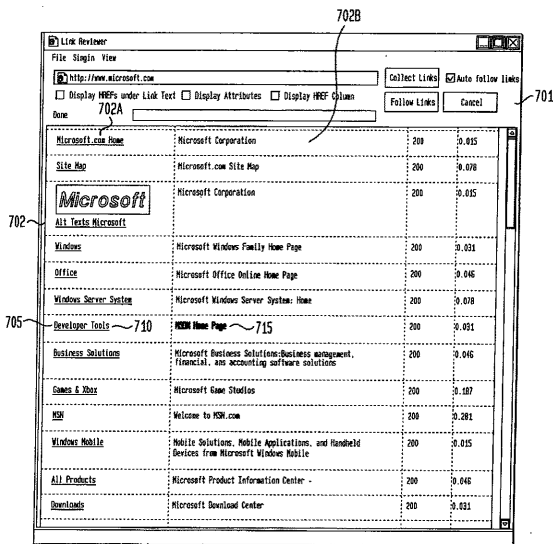 702B
Link Reviewer
File Singin View
http://www.microsoft.com Collect Links Auto follow links
Display HREFs under Link Text Display Attributes Display HREF Column Follow Links Cancel 701
Done
702A
Microsoft.com Home Microsoft Corporation 200 0.015
Site Map Microsoft.com Site Map 200 0.078
Microsoft Microsoft Corporation 200 0.015
Alt Texts Microsoft
702
Windows Microsoft Windows Family Home Page 200 0.031
Office Microsoft Office Online Home Page 200 0.046
Windows Server System Microsoft Windows Server System: Home 200 0.078
705 Developer Tools 710 MSDN Home Page 715 200 0.031
Business Solutions Microsoft Business Solutions:Business management, 200 0.046
financial, ans accounting software solutions
Games & Xbox Microsoft Game Studios 200 0.187
MSN Welcome to MSN.com 200 0.281
Windows Mobile Mobile Solutions, Mobile Applications, and Handheld 200 0.015
Devices from Microsoft Windows Mobile
All Products Microsoft Product Information Center - 200 0.046
Downloads Microsoft Download Center 200 0.031